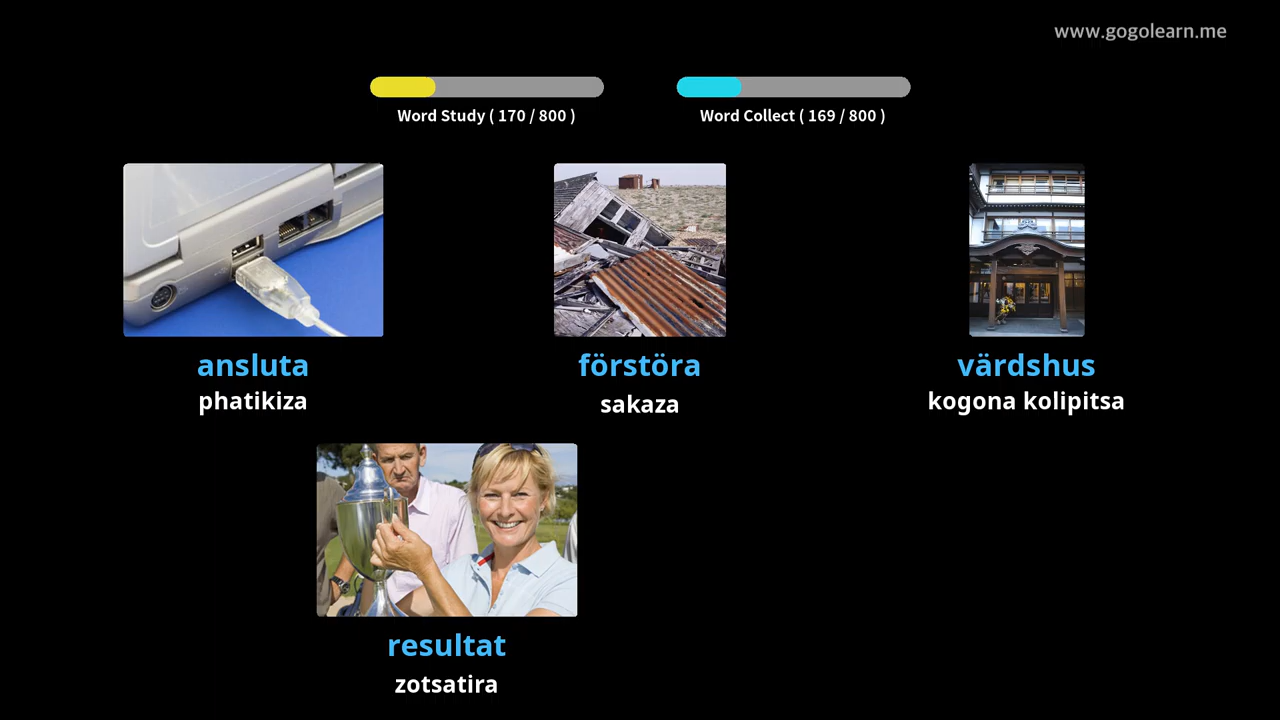 www.gogolearn.me
Word Study ( 170 / 800 )
Word Collect ( 169 / 800 )
ansluta
phatikiza
förstöra
sakaza
värdshus
kogona kolipitsa
resultat
zotsatira